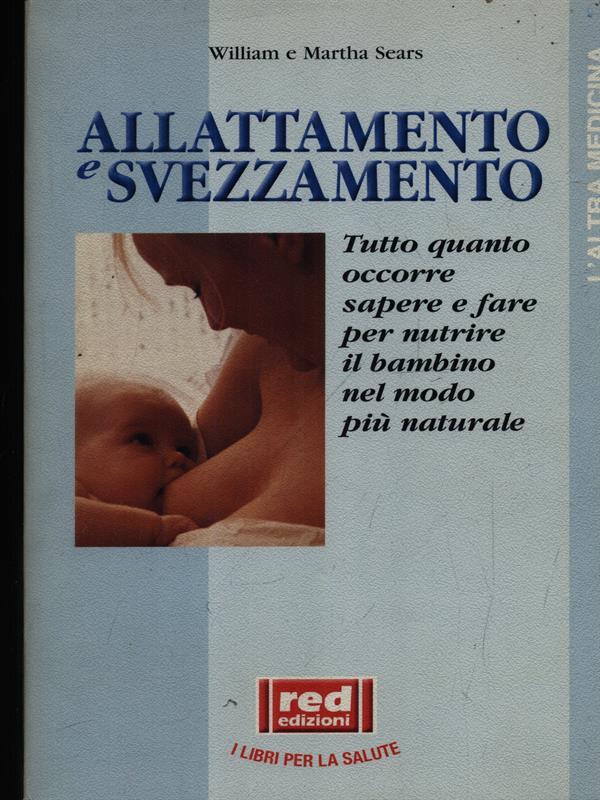 William e Martha Sears
ALLATTAMENTO
e SVEZZAMENTO
Tutto quanto
occorre
sapere e fare
per nutrire
il bambino
nel modo
più naturale
L'ALTRA MEDICINA
red
edizioni
I LIBRI PER LA SALUTE